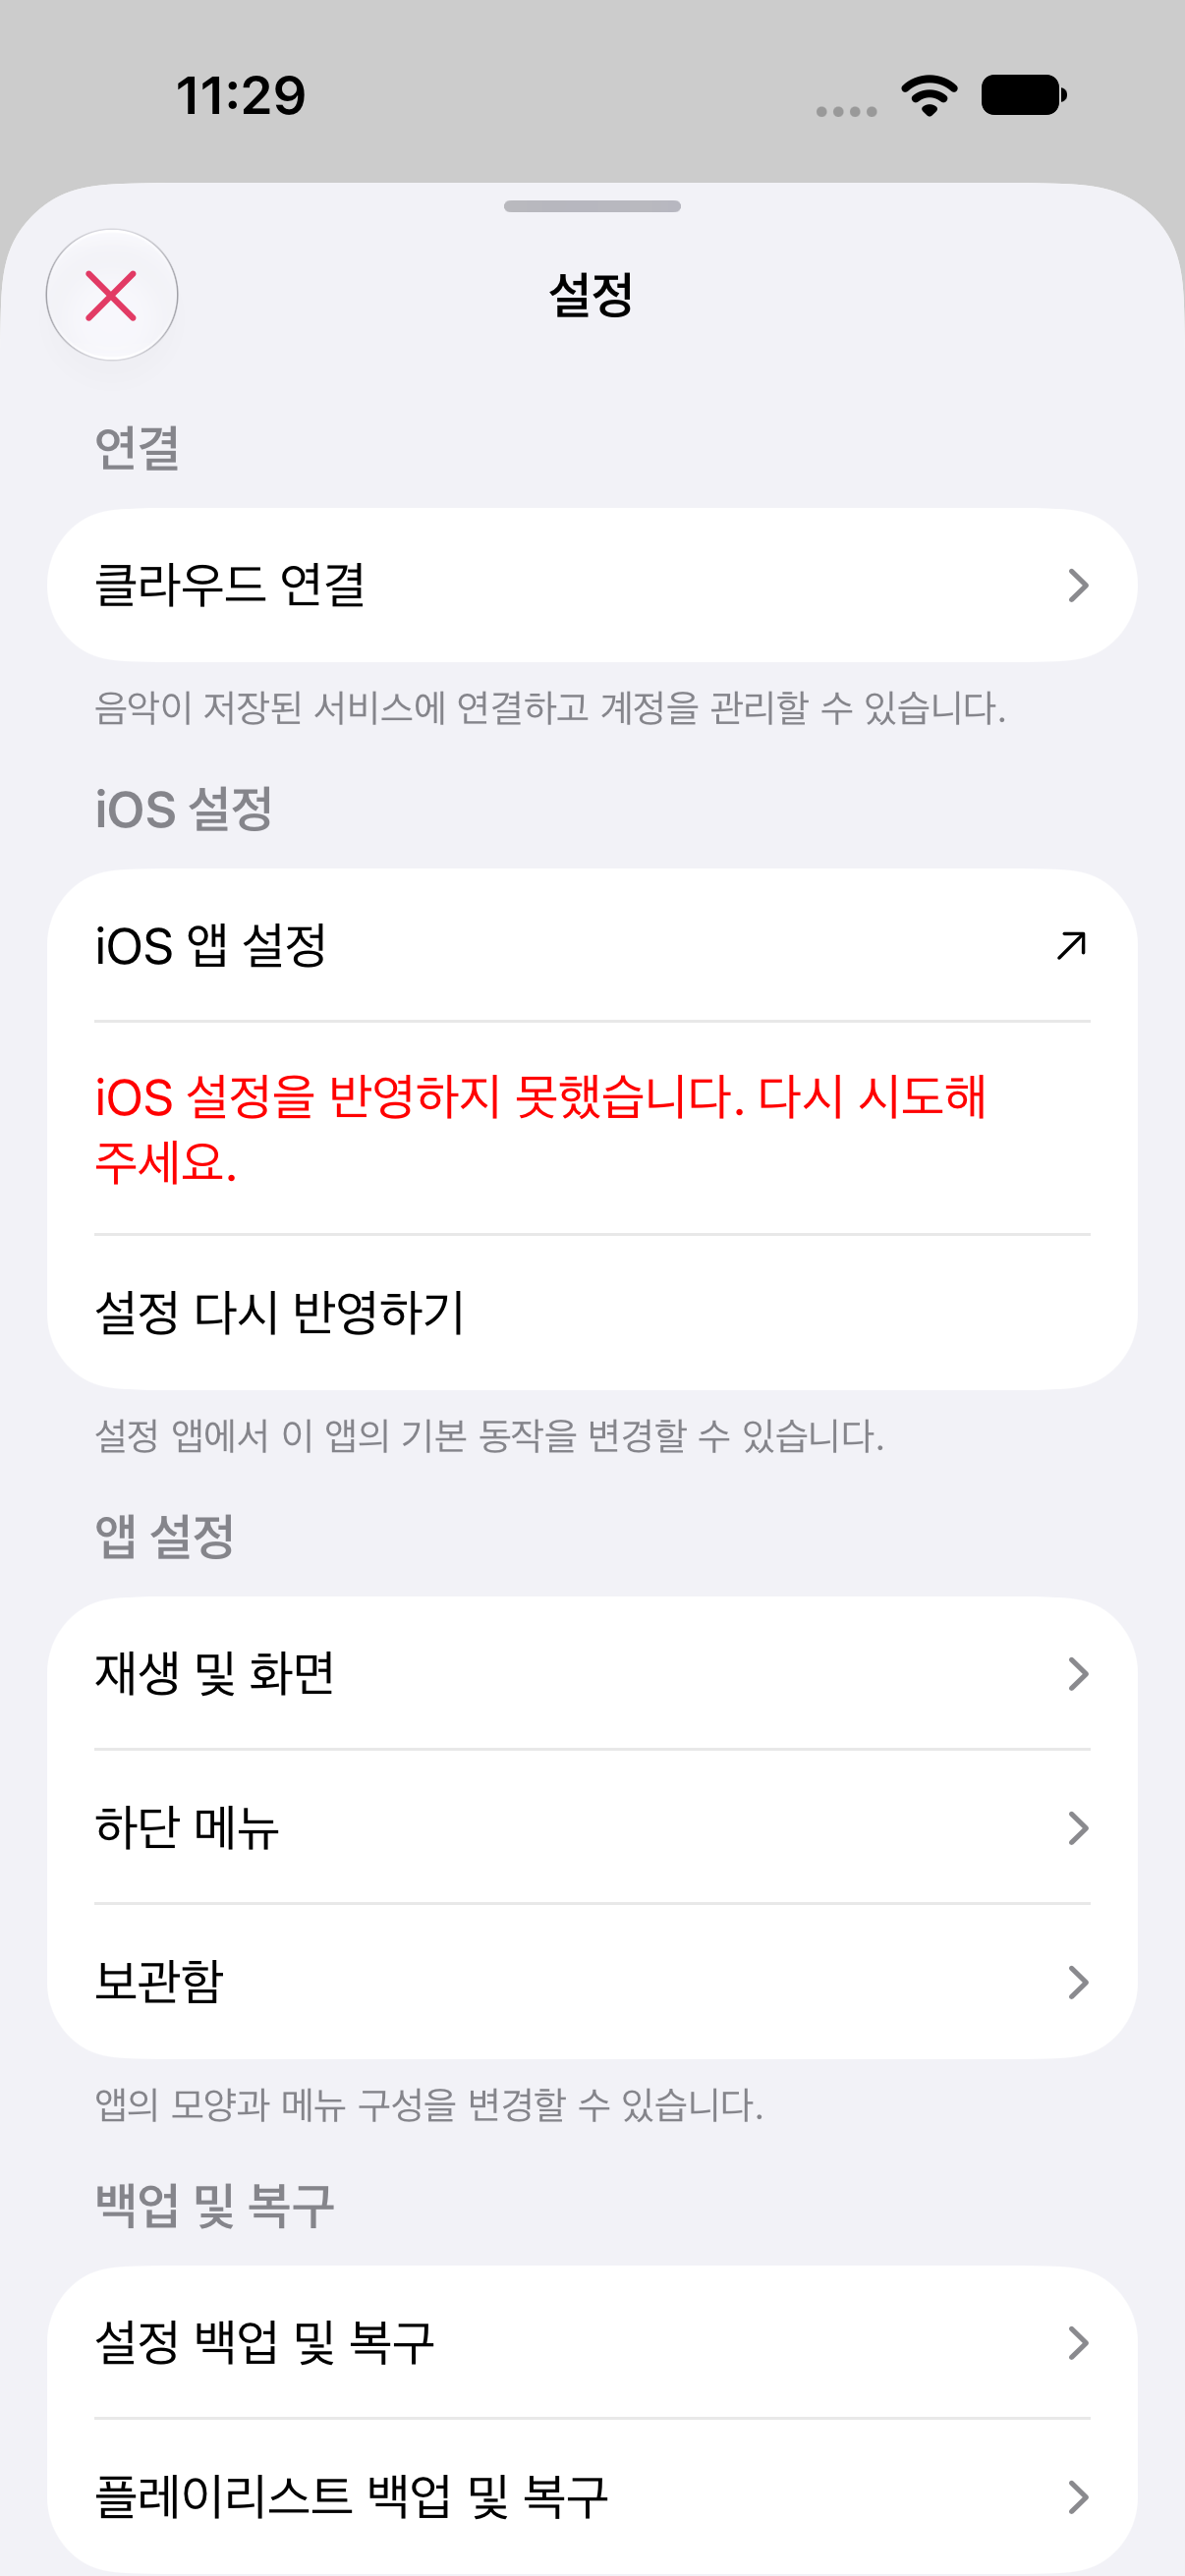 11:29
설정
연결
클라우드 연결
음악이 저장된 서비스에 연결하고 계정을 관리할 수 있습니다.
iOS 설정
iOS 앱 설정
iOS 설정을 반영하지 못했습니다. 다시 시도해
주세요.
설정 다시 반영하기
설정 앱에서 이 앱의 기본 동작을 변경할 수 있습니다.
앱 설정
재생 및 화면
하단 메뉴
보관함
앱의 모양과 메뉴 구성을 변경할 수 있습니다.
백업 및 복구
설정 백업 및 복구
플레이리스트 백업 및 복구